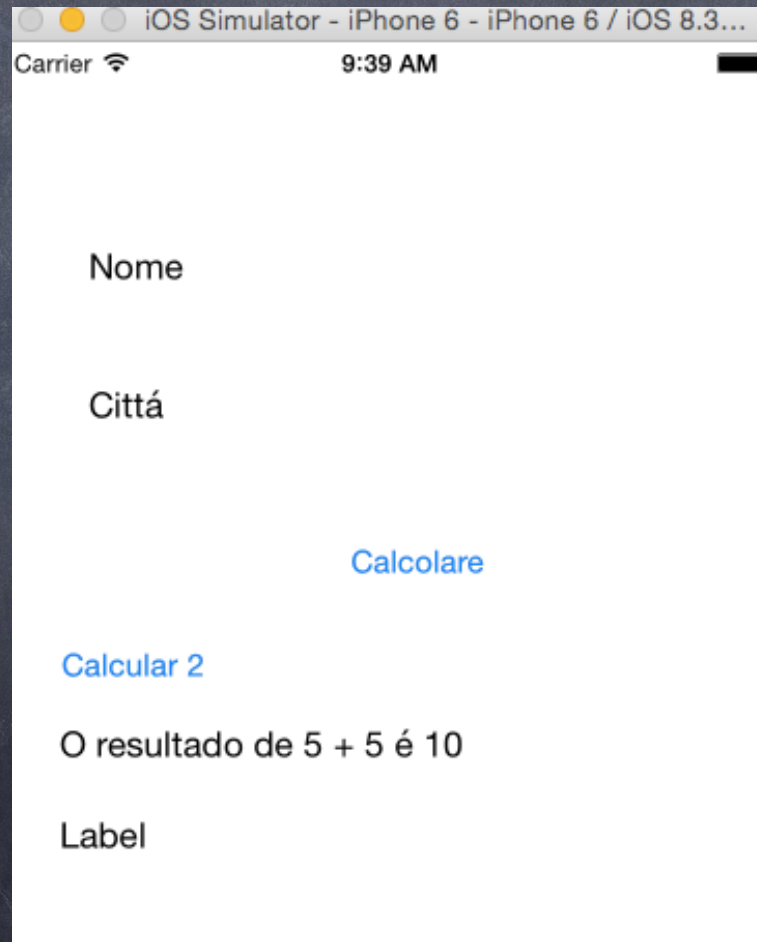 iOS Simulator - iPhone 6 - iPhone 6 / iOS 8.3...
Carrier 9:39 AM
Nome
Cittá
Calcolare
Calcular 2
O resultado de 5 + 5 é 10
Label